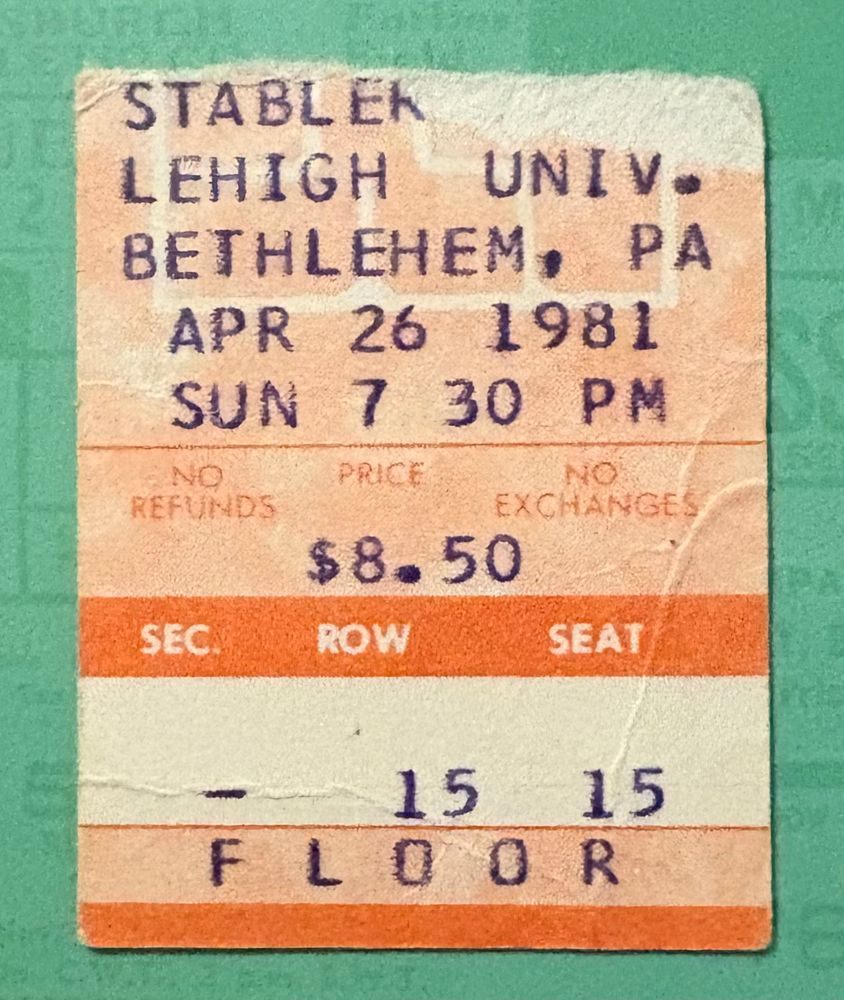 STABLER
LEHIGH UNIV.
BETHLEHEM, PA
APR 26 1981
SUN 7 30 PM
NO REFUNDS PRICE NO EXCHANGES
$8.50
SEC. ROW SEAT
- 15 15
FLOOR